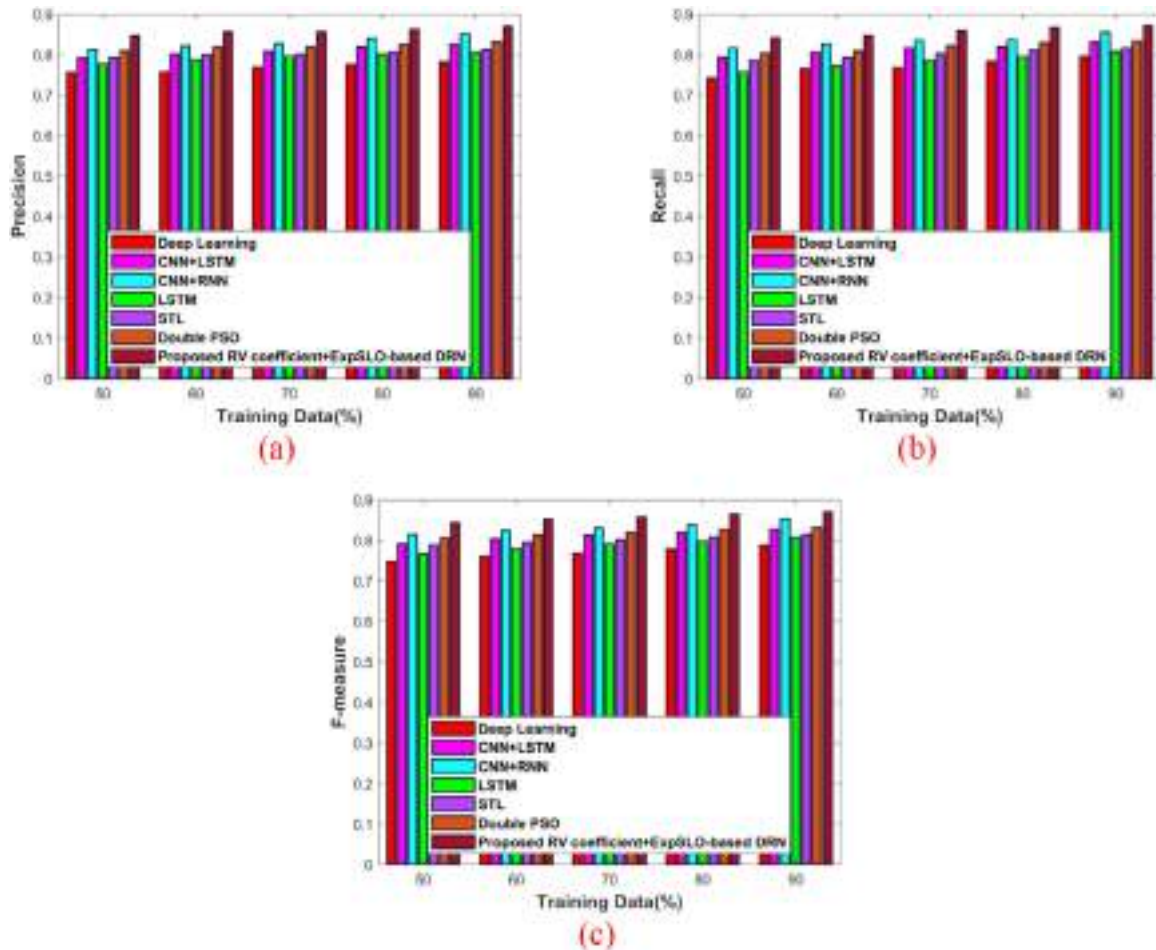 0.9
0.8
0.7
0.6
0.5
0.4
0.3
0.2
0.1
0
Precision
Deep Learning
CNN+LSTM
CNN+RNN
LSTM
STL
Double PSO
Proposed RV coefficient+ExpSLO-based DRN
50 60 70 80 90
Training Data(%)
(a)
0.9
0.8
0.7
0.6
0.5
0.4
0.3
0.2
0.1
0
Recall
Deep Learning
CNN+LSTM
CNN+RNN
LSTM
STL
Double PSO
Proposed RV coefficient+ExpSLO-based DRN
50 60 70 80 90
Training Data(%)
(b)
0.9
0.8
0.7
0.6
0.5
0.4
0.3
0.2
0.1
0
F-measure
Deep Learning
CNN+LSTM
CNN+RNN
LSTM
STL
Double PSO
Proposed RV coefficient+ExpSLO-based DRN
50 60 70 80 90
Training Data(%)
(c)